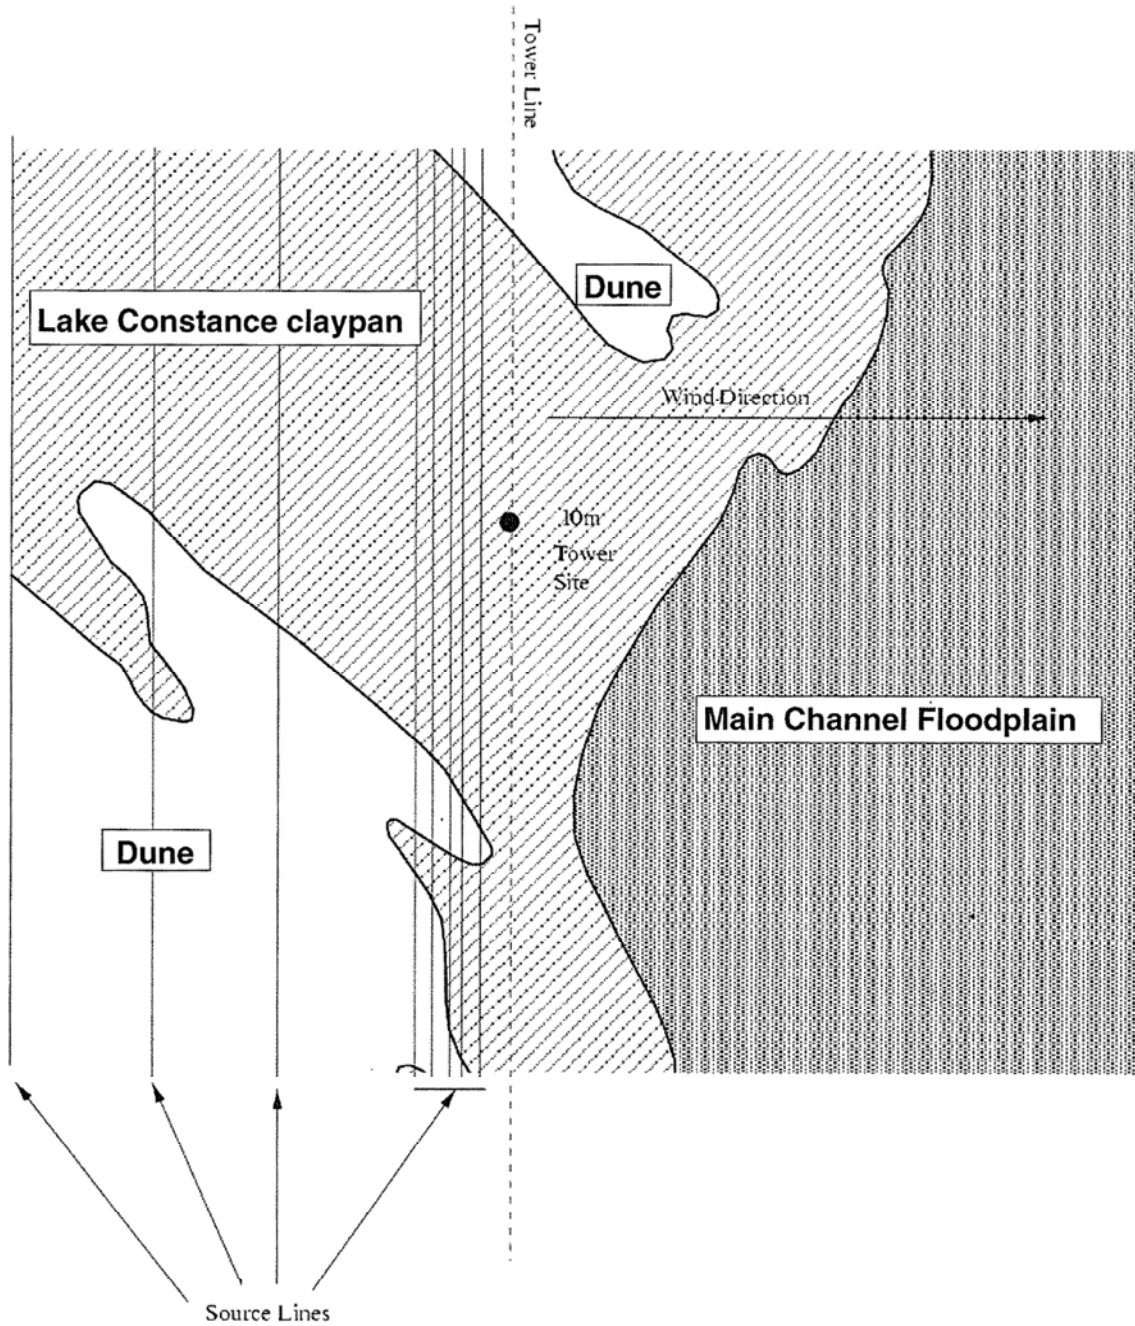 Tower Line
Dune
Lake Constance claypan
Wind Direction
10m
Tower
Site
Main Channel Floodplain
Dune
Source Lines